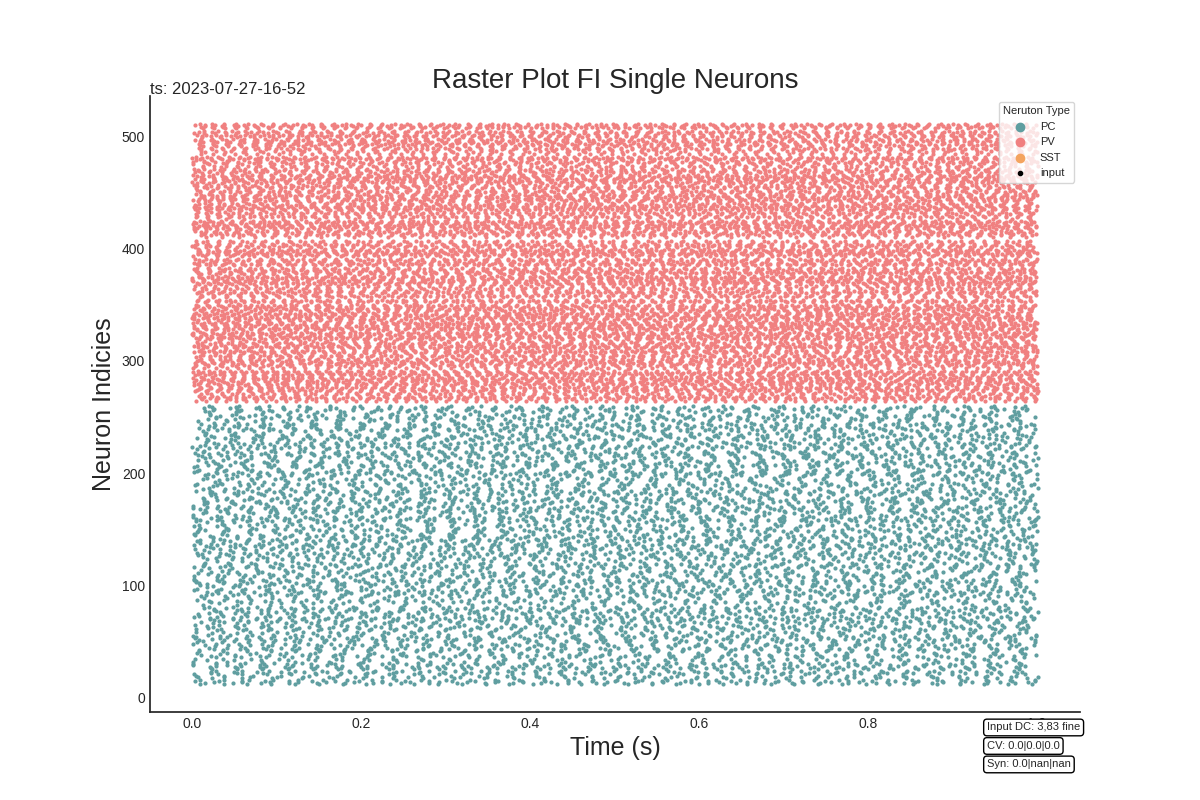 Raster Plot FI Single Neurons
ts: 2023-07-27-16-52
Neruton Type
PC
PV
SST
input
Neuron Indicies
500
400
300
200
100
0
0.0 0.2 0.4 0.6 0.8
Time (s)
Input DC: 3,83 fine
CV: 0.0|0.0|0.0
Syn: 0.0|nan|nan